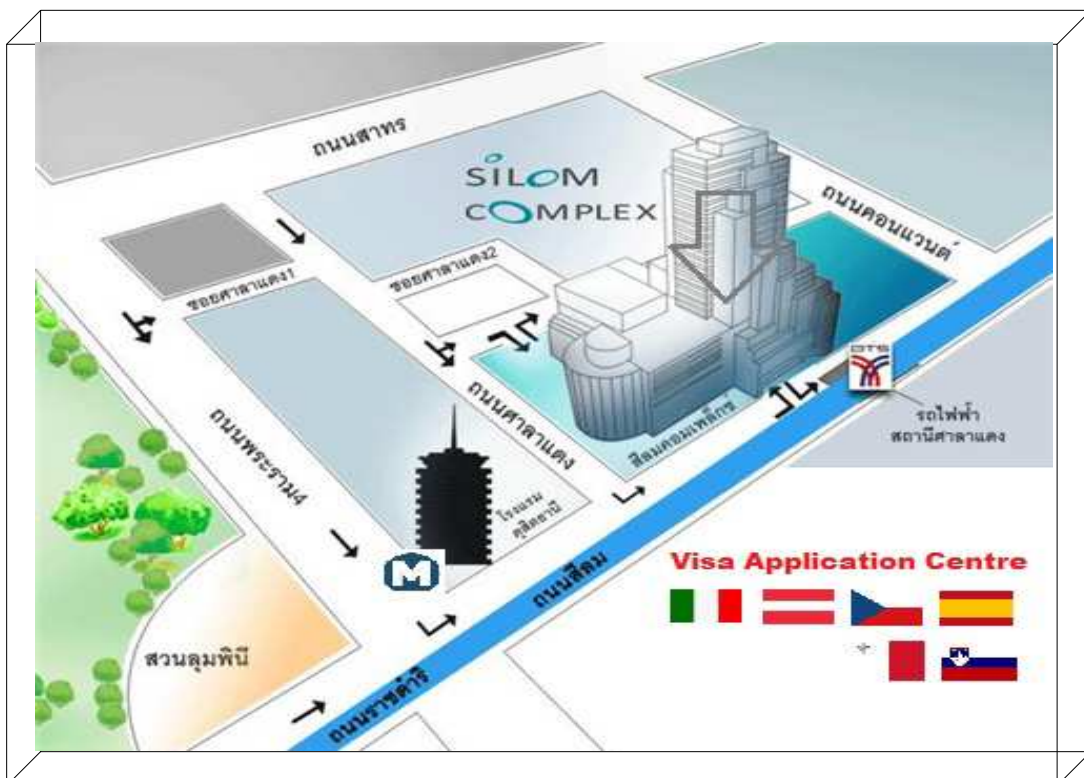 ถนนสาทร
SILOM
COMPLEX
ถนนคอนแวนต์
ซอยศาลาแดง1
ซอยศาลาแดง2
BTS
รถไฟฟ้า
สถานีศาลาแดง
ถนนศาลาแดง
สีลมคอมเพล็กซ์
ถนนพระราม4
โรงแรม
ดุสิตธานี
M
ถนนสีลม
Visa Application Centre
สวนลุมพินี
ถนนราชดำริ